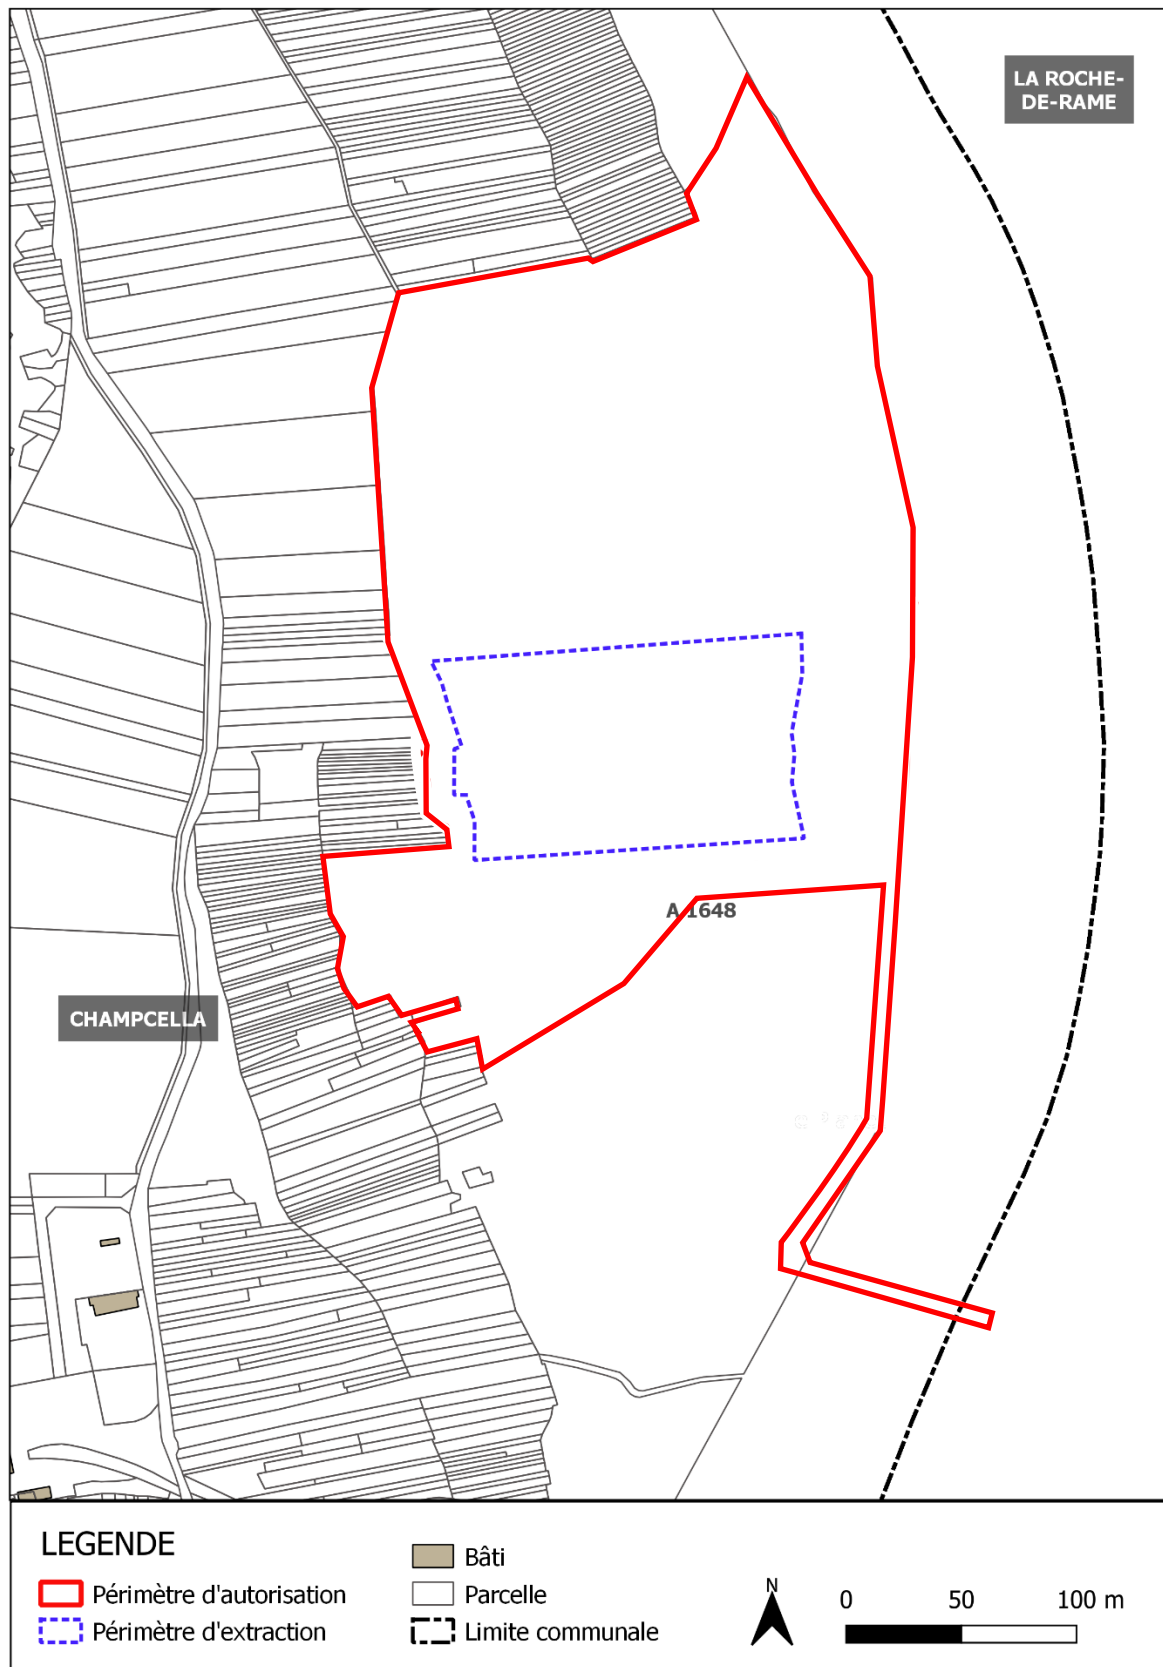 LA ROCHE-
DE-RAME
A 1648
CHAMPCELLA
LEGENDE
Périmètre d'autorisation
Périmètre d'extraction
Bâti
Parcelle
Limite communale
N
0 50 100 m